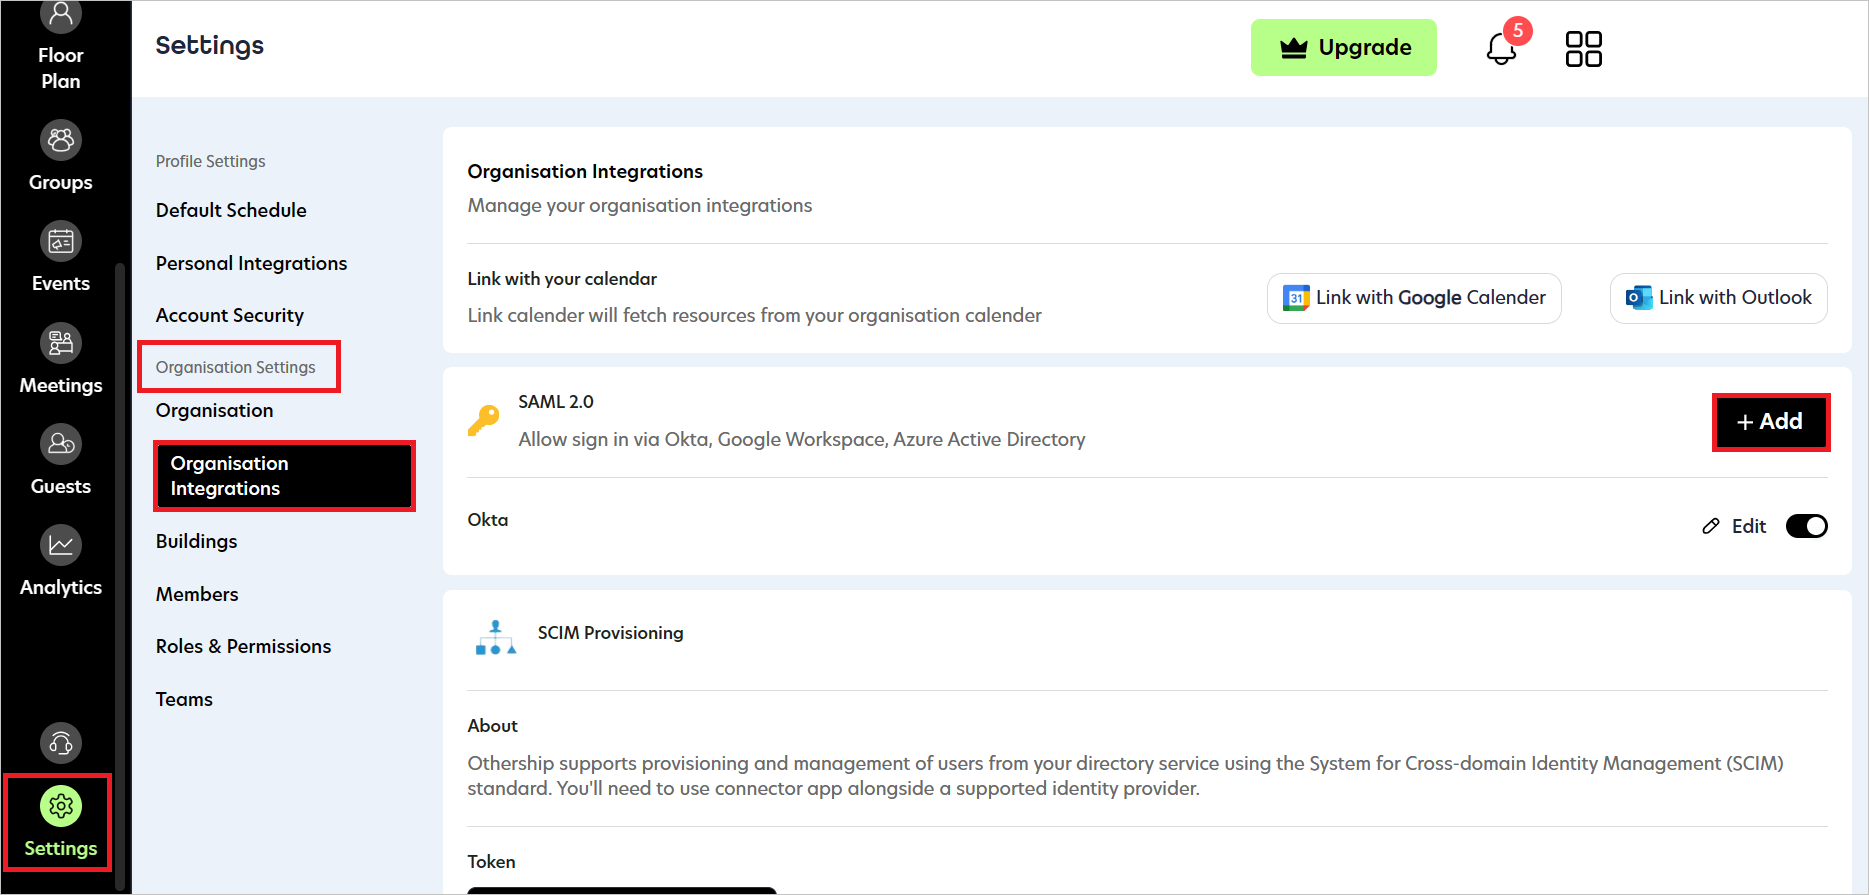 Floor
Plan
Groups
Events
Meetings
Guests
Analytics
Settings
Settings
Upgrade
5
Profile Settings
Default Schedule
Personal Integrations
Account Security
Organisation Settings
Organisation
Organisation
Integrations
Buildings
Members
Roles & Permissions
Teams
Organisation Integrations
Manage your organisation integrations
Link with your calendar
Link calender will fetch resources from your organisation calender
31 Link with Google Calender
Link with Outlook
SAML 2.0
Allow sign in via Okta, Google Workspace, Azure Active Directory
+ Add
Okta
Edit
SCIM Provisioning
About
Othership supports provisioning and management of users from your directory service using the System for Cross-domain Identity Management (SCIM)
standard. You'll need to use connector app alongside a supported identity provider.
Token